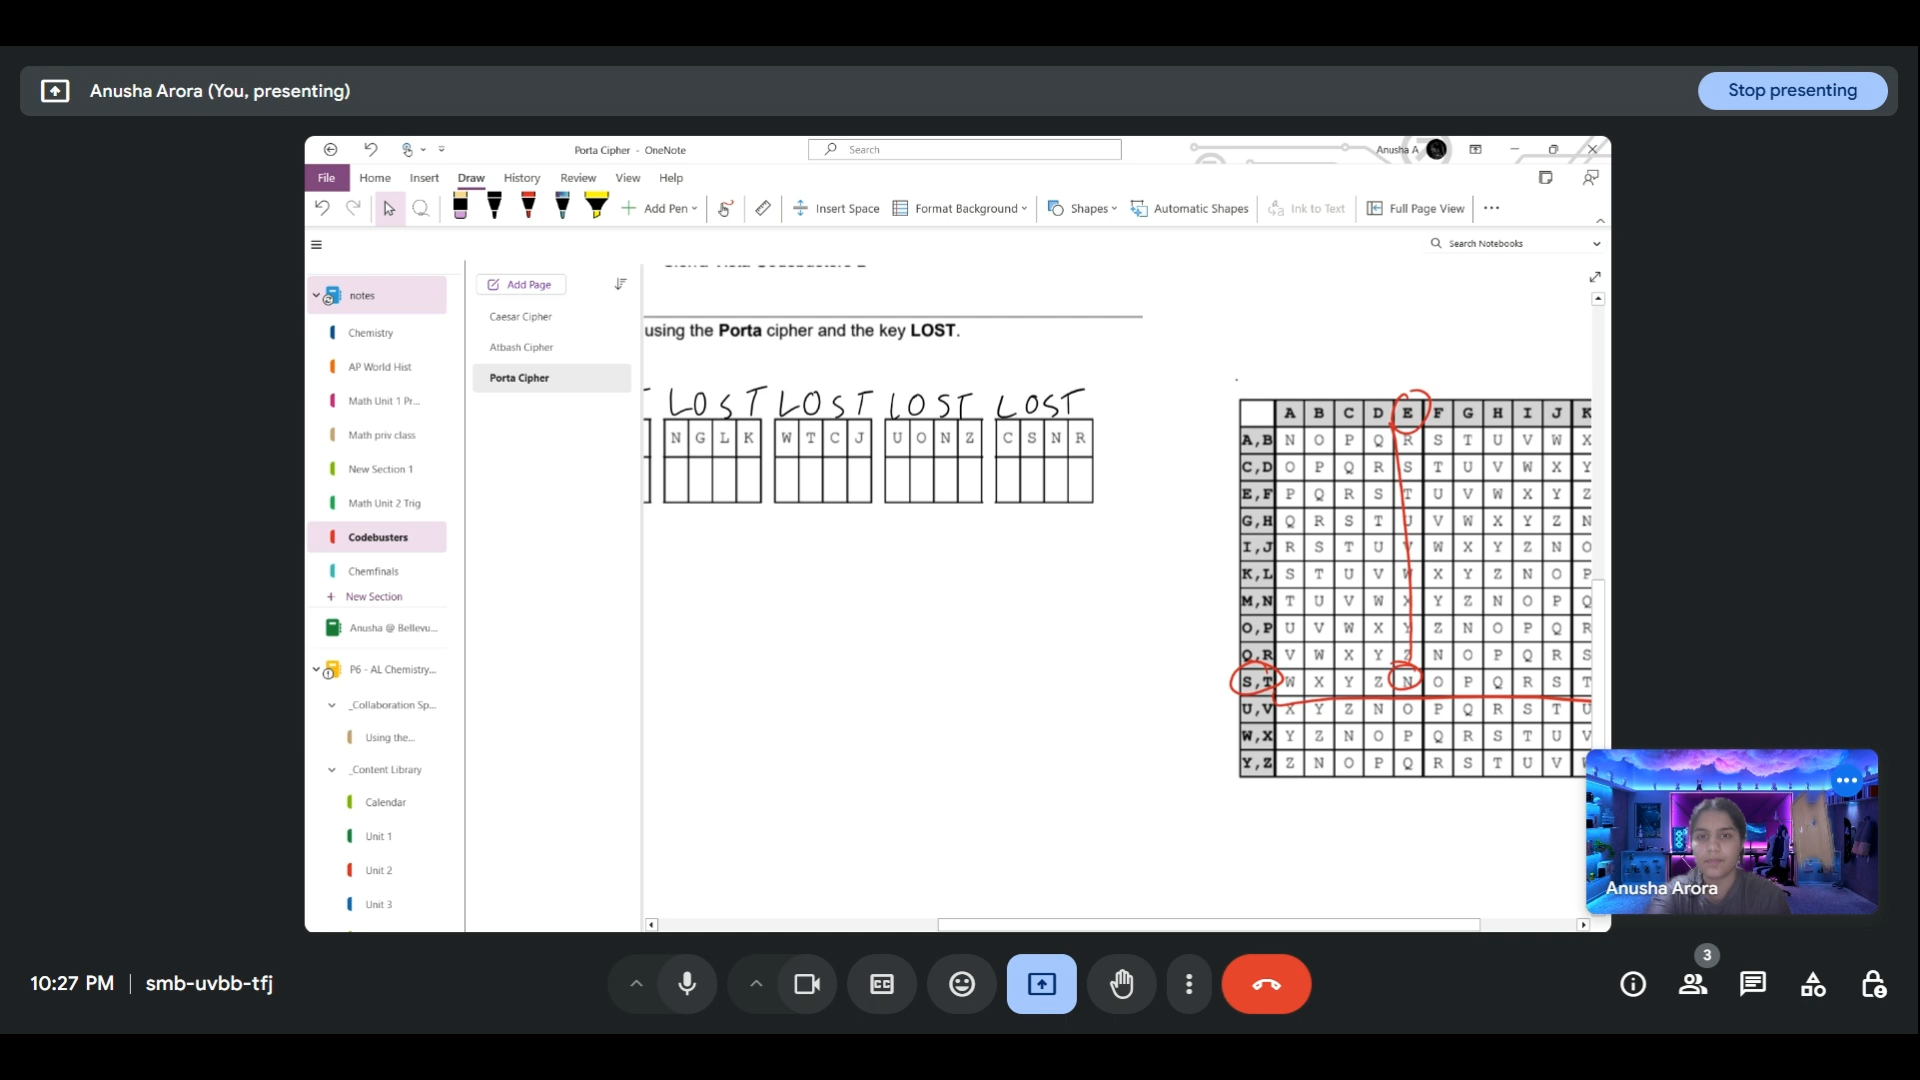 Anusha Arora (You, presenting)
Stop presenting
Porta Cipher - OneNote
Search
Anusha A
File Home Insert Draw History Review View Help
Add Pen
Insert Space
Format Background
Shapes
Automatic Shapes
Ink to Text
Full Page View
Search Notebooks
notes
Chemistry
AP World Hist
Math Unit 1 Pr...
Math priv class
New Section 1
Math Unit 2 Trig
Codebusters
Chemfinals
New Section
Anusha @ Bellevu...
P6 - AL Chemistry...
_Collaboration Sp...
Using the...
_Content Library
Calendar
Unit 1
Unit 2
Unit 3
Add Page
Caesar Cipher
Atbash Cipher
Porta Cipher
using the Porta cipher and the key LOST.
LOST LOST LOST LOST
N G L K W T C J U O N Z C S N R
A B C D E F G H I J K
A,B N O P Q R S T U V W X
C,D O P Q R S T U V W X Y
E,F P Q R S T U V W X Y Z
G,H Q R S T U V W X Y Z N
I,J R S T U V W X Y Z N O
K,L S T U V W X Y Z N O P
M,N T U V W X Y Z N O P Q
O,P U V W X Y Z N O P Q R
Q,R V W X Y Z N O P Q R S
S,T W X Y Z N O P Q R S T
U,V X Y Z N O P Q R S T U
W,X Y Z N O P Q R S T U V
Y,Z Z N O P Q R S T U V
Anusha Arora
10:27 PM | smb-uvbb-tfj
CC
3